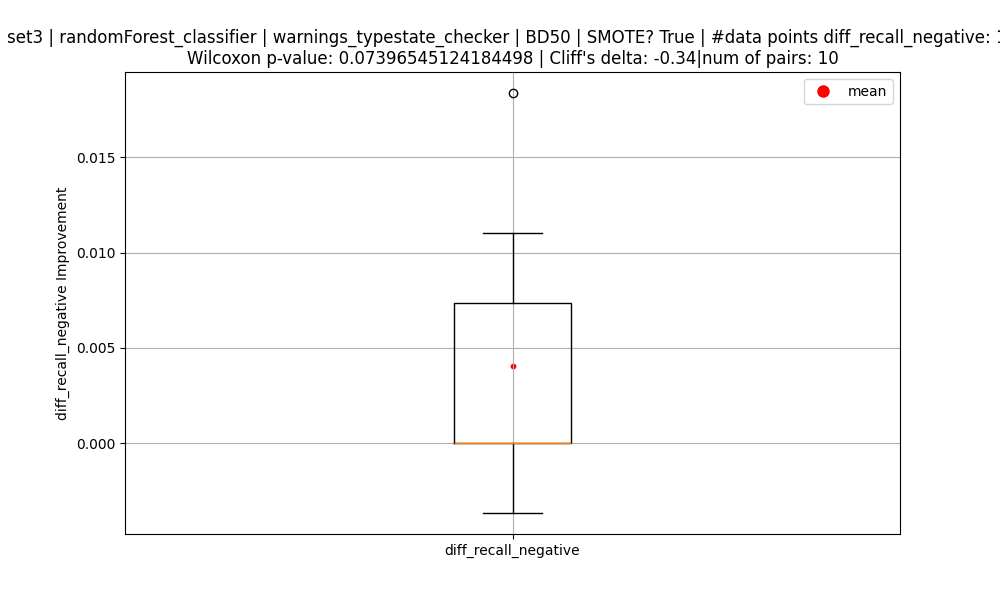 set3 | randomForest_classifier | warnings_typestate_checker | BD50 | SMOTE? True | #data points diff_recall_negative:
Wilcoxon p-value: 0.07396545124184498 | Cliff's delta: -0.34|num of pairs: 10
mean
0.015
0.010
0.005
0.000
diff_recall_negative Improvement
diff_recall_negative